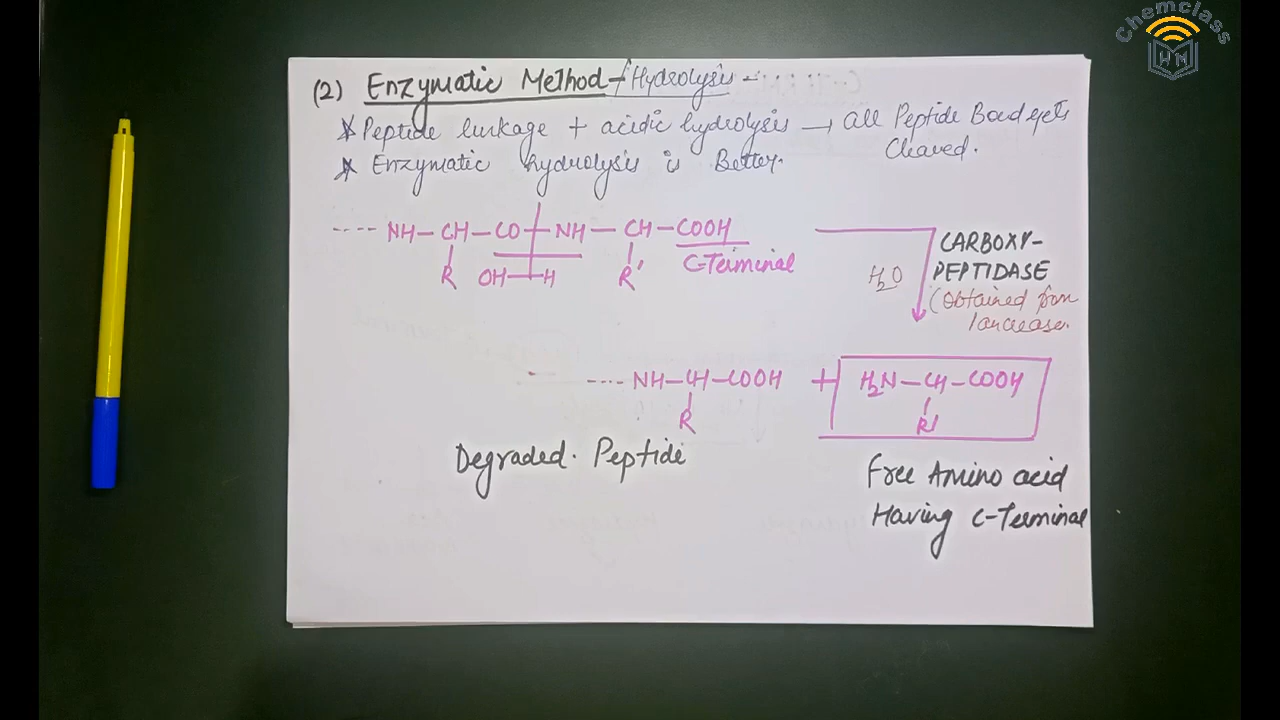 Chemclass
HM
(2) Enzymatic Method - Hydrolysis -
* Peptide linkage + acidic hydrolysis → all Peptide Bond gets
Cleaved.
* Enzymatic hydrolysis is Better.
---- NH — CH — CO — NH — CH — COOH
R OH — H R' C-Terminal
H2O
CARBOXY-
PEPTIDASE
(Obtained from
---- NH — CH — COOH + H2N — CH — COOH
R R'
Degraded. Peptide
Free Amino acid
Having C-Terminal